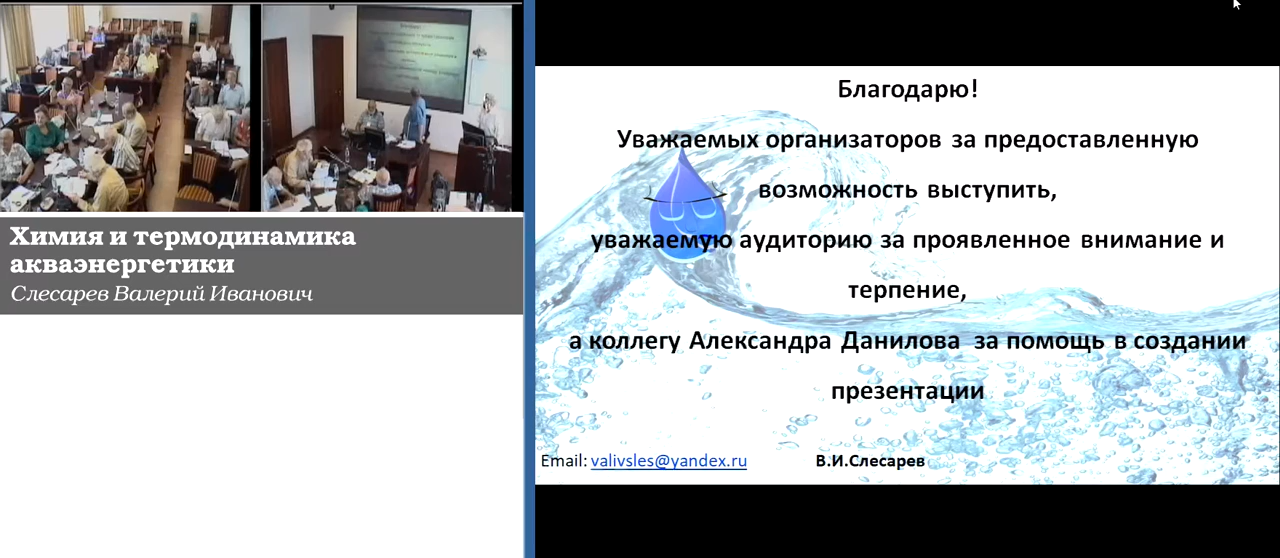 Химия и термодинамика
акваэнергетики
Слесарев Валерий Иванович
Благодарю!
Уважаемых организаторов за предоставленную
возможность выступить,
уважаемую аудиторию за проявленное внимание и
терпение,
а коллегу Александра Данилова за помощь в создании
презентации
Email: valivsles@yandex.ru
В.И.Слесарев